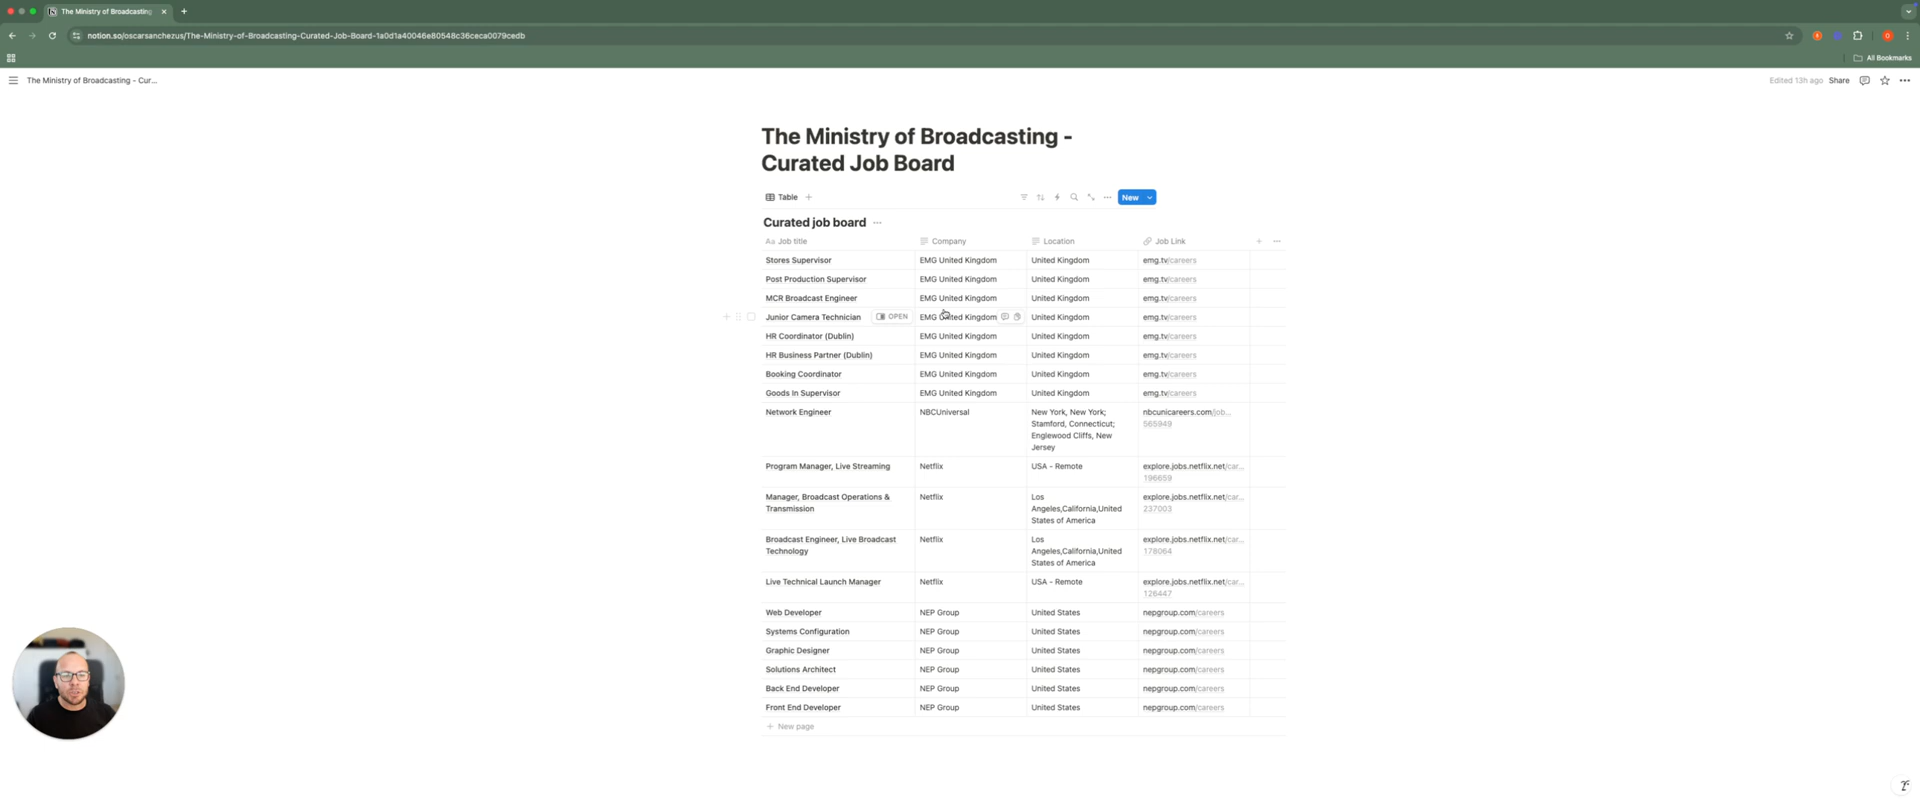 The Ministry of Broadcasting
notion.so/oscarsanchezus/The-Ministry-of-Broadcasting-Curated-Job-Board-1a0d1a40046e80548c36ceca0079cedb
All Bookmarks
The Ministry of Broadcasting - Cur...
Edited 13h ago Share
The Ministry of Broadcasting -
Curated Job Board
Table
New
Curated job board
Aa Job title Company Location Job Link
Stores Supervisor EMG United Kingdom United Kingdom emg.tv/careers
Post Production Supervisor EMG United Kingdom United Kingdom emg.tv/careers
MCR Broadcast Engineer EMG United Kingdom United Kingdom emg.tv/careers
Junior Camera Technician OPEN EMG United Kingdom United Kingdom emg.tv/careers
HR Coordinator (Dublin) EMG United Kingdom United Kingdom emg.tv/careers
HR Business Partner (Dublin) EMG United Kingdom United Kingdom emg.tv/careers
Booking Coordinator EMG United Kingdom United Kingdom emg.tv/careers
Goods In Supervisor EMG United Kingdom United Kingdom emg.tv/careers
Network Engineer NBCUniversal New York, New York; nbcunicareers.com/job...
Stamford, Connecticut; 565949
Englewood Cliffs, New
Jersey
Program Manager, Live Streaming Netflix USA - Remote explore.jobs.netflix.net/car...
196659
Manager, Broadcast Operations & Netflix Los explore.jobs.netflix.net/car...
Transmission Angeles,California,United 237003
States of America
Broadcast Engineer, Live Broadcast Netflix Los explore.jobs.netflix.net/car...
Technology Angeles,California,United 178064
States of America
Live Technical Launch Manager Netflix USA - Remote explore.jobs.netflix.net/car...
126447
Web Developer NEP Group United States nepgroup.com/careers
Systems Configuration NEP Group United States nepgroup.com/careers
Graphic Designer NEP Group United States nepgroup.com/careers
Solutions Architect NEP Group United States nepgroup.com/careers
Back End Developer NEP Group United States nepgroup.com/careers
Front End Developer NEP Group United States nepgroup.com/careers
New page